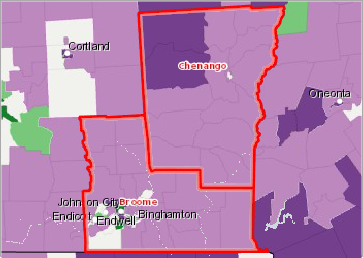 Cortland
Chenango
Oneonta
Johnson City
Broome
Endicott
Binghamton
Endwell